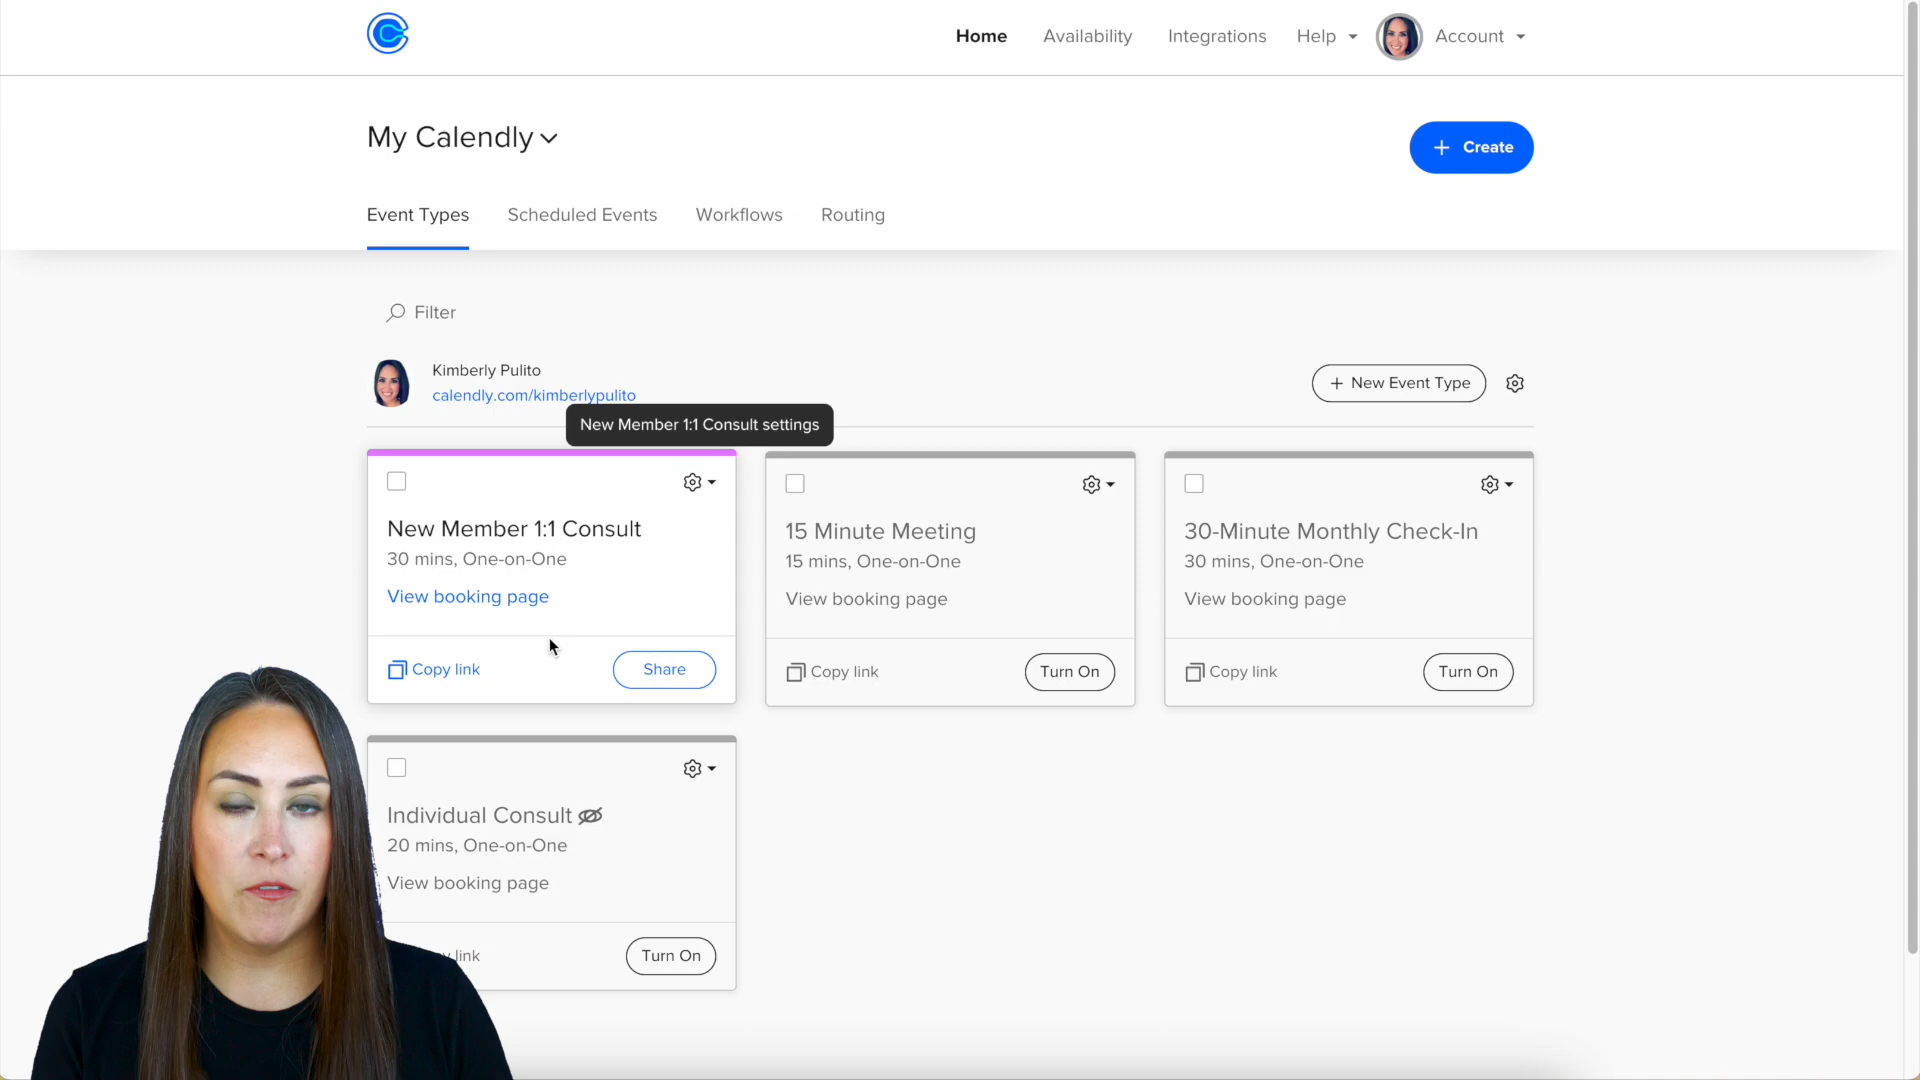 Home Availability Integrations Help Account
My Calendly
+ Create
Event Types Scheduled Events Workflows Routing
Filter
Kimberly Pulito
calendly.com/kimberlypulito
+ New Event Type
New Member 1:1 Consult settings
New Member 1:1 Consult
30 mins, One-on-One
View booking page
Copy link Share
15 Minute Meeting
15 mins, One-on-One
View booking page
Copy link Turn On
30-Minute Monthly Check-In
30 mins, One-on-One
View booking page
Copy link Turn On
Individual Consult
20 mins, One-on-One
View booking page
link Turn On